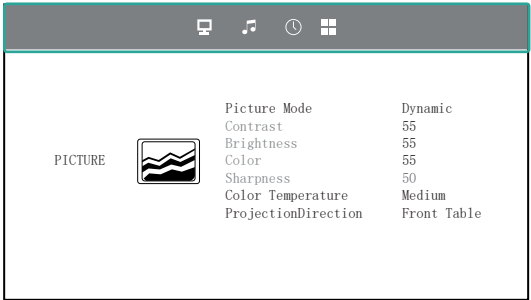 Picture Mode Dynamic
Contrast 55
Brightness 55
PICTURE Color 55
Sharpness 50
Color Temperature Medium
ProjectionDirection Front Table